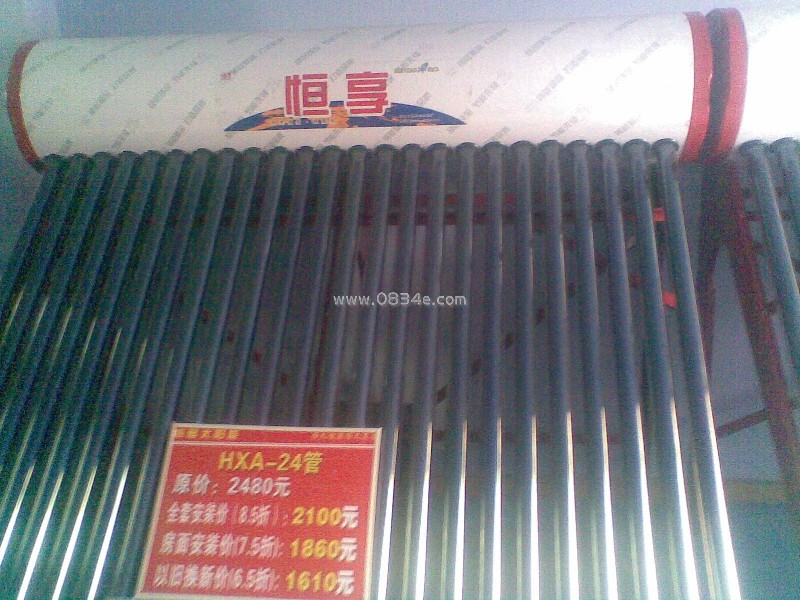 恒享
www.0834e.com
HXA-24管
原价：2480元
全套安装价(8.5折)：2100元
房面安装价(7.5折)：1860元
以旧换新价(6.5折)：1610元